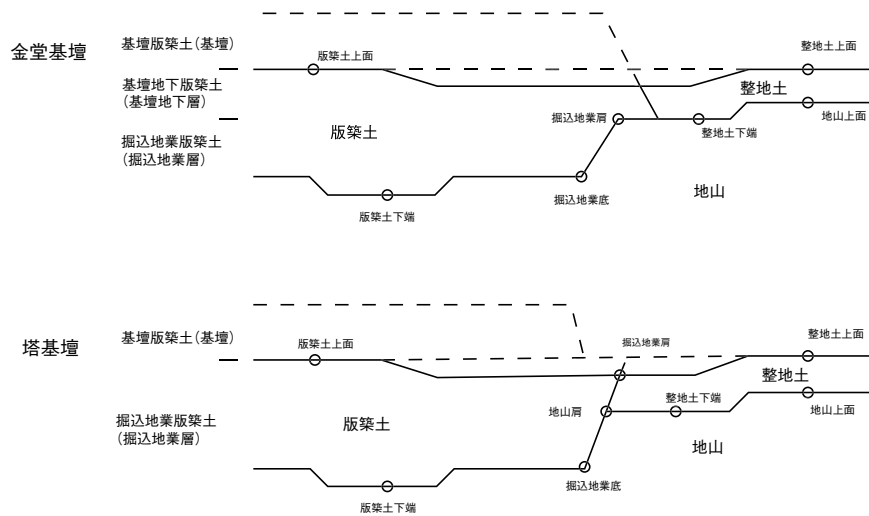 金堂基壇
基壇版築土（基壇）
基壇地下版築土
（基壇地下層）
掘込地業版築土
（掘込地業層）
版築土上面
整地土上面
整地土
地山上面
掘込地業肩
整地土下端
版築土
地山
掘込地業底
版築土下端
塔基壇
基壇版築土（基壇）
掘込地業版築土
（掘込地業層）
版築土上面
掘込地業肩
整地土上面
整地土
整地土下端
地山上面
地山肩
版築土
地山
掘込地業底
版築土下端